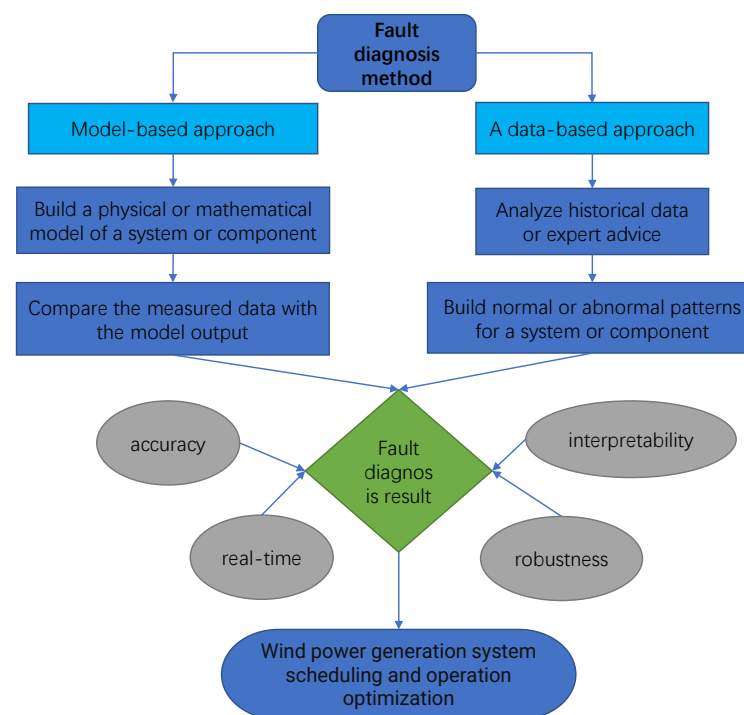 Fault
diagnosis
method
Model-based approach
A data-based approach
Build a physical or mathematical
model of a system or component
Analyze historical data
or expert advice
Compare the measured data with
the model output
Build normal or abnormal patterns
for a system or component
accuracy
interpretability
Fault
diagnos
is result
real-time
robustness
Wind power generation system
scheduling and operation
optimization